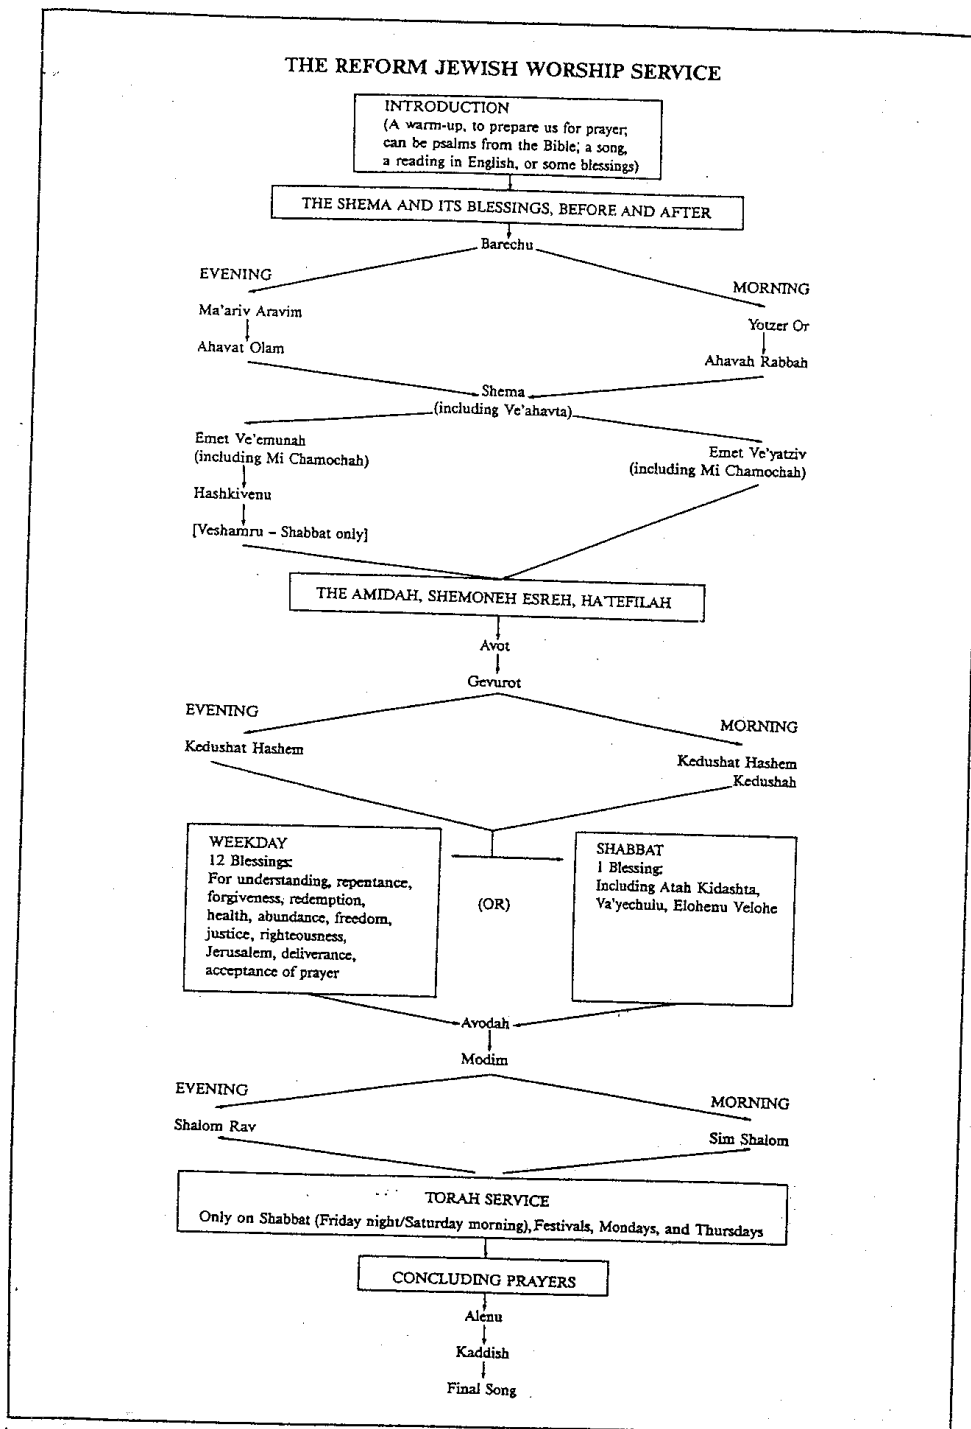 THE REFORM JEWISH WORSHIP SERVICE
INTRODUCTION
(A warm-up, to prepare us for prayer;
can be psalms from the Bible; a song,
a reading in English, or some blessings)
THE SHEMA AND ITS BLESSINGS, BEFORE AND AFTER
Barechu
EVENING
MORNING
Ma'ariv Aravim
Yotzer Or
Ahavat Olam
Ahavah Rabbah
Shema
(including Ve'ahavta)
Emet Ve'emunah
(including Mi Chamochah)
Emet Ve'yatziv
(including Mi Chamochah)
Hashkivenu
[Veshamru – Shabbat only]
THE AMIDAH, SHEMONEH ESREH, HA'TEFILAH
Avot
Gevurot
EVENING
MORNING
Kedushat Hashem
Kedushat Hashem
Kedushah
WEEKDAY
12 Blessings:
For understanding, repentance,
forgiveness, redemption,
health, abundance, freedom,
justice, righteousness,
Jerusalem, deliverance,
acceptance of prayer
(OR)
SHABBAT
1 Blessing:
Including Atah Kidashta,
Va'yechulu, Elohenu Velohe
Avodah
Modim
EVENING
MORNING
Shalom Rav
Sim Shalom
TORAH SERVICE
Only on Shabbat (Friday night/Saturday morning), Festivals, Mondays, and Thursdays
CONCLUDING PRAYERS
Alenu
Kaddish
Final Song